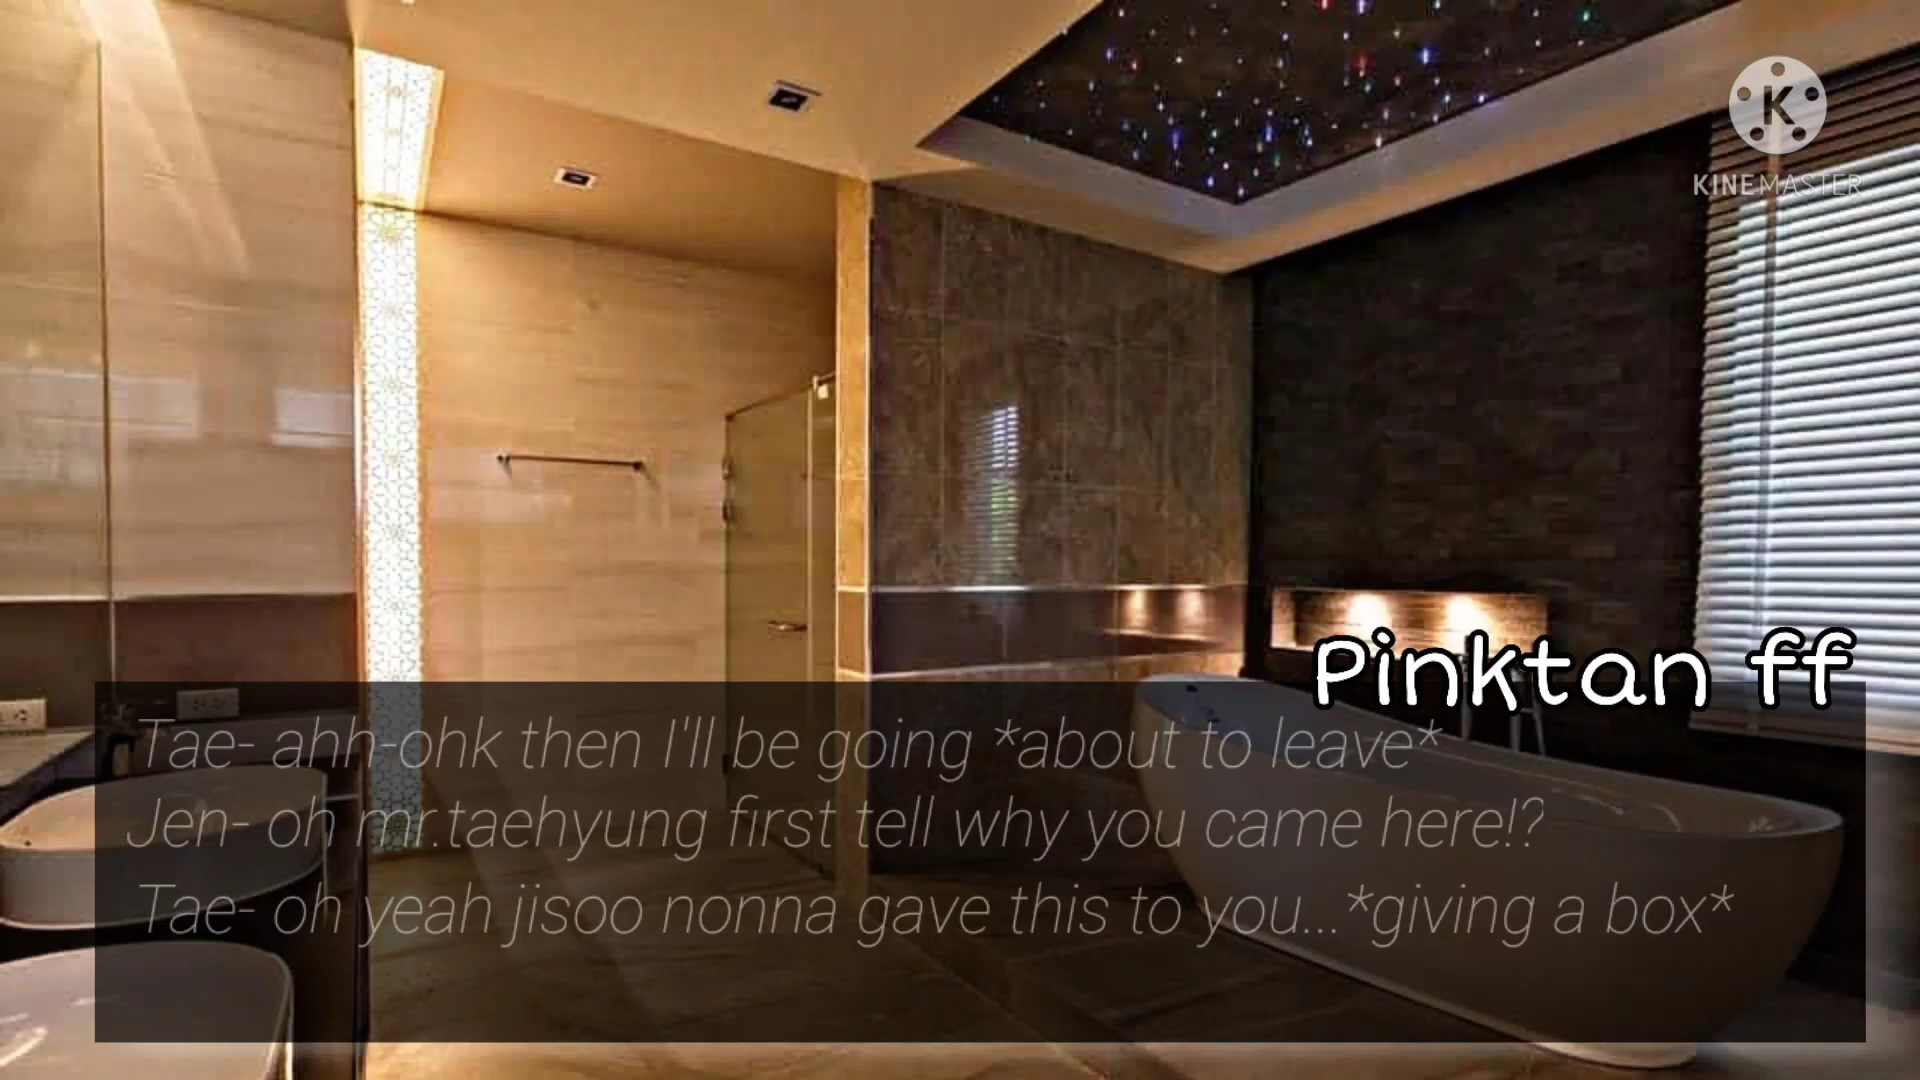 KINEMASTER
Pinktan ff
Tae- ahh-ohk then I'll be going *about to leave*
Jen- oh mr.taehyung first tell why you came here!?
Tae- oh yeah jisoo nonna gave this to you...*giving a box*